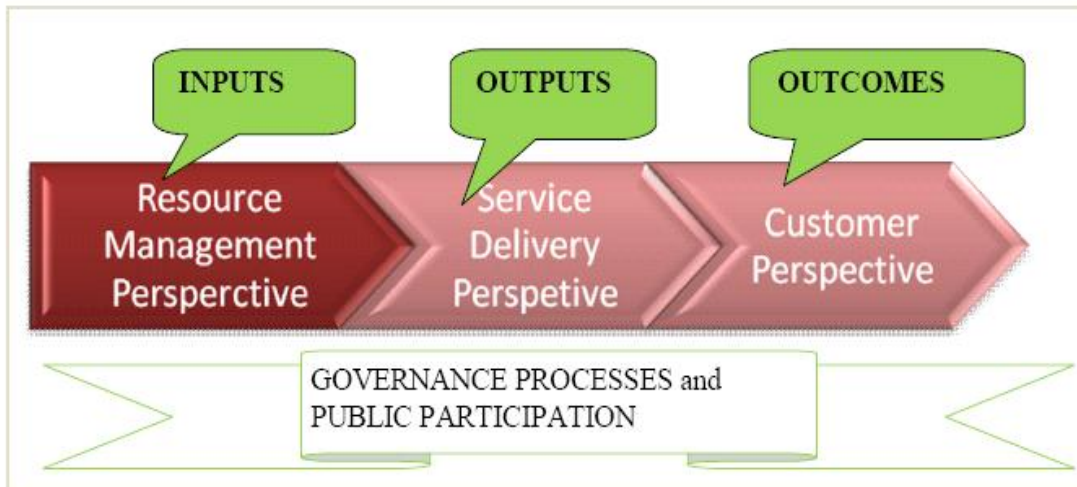 INPUTS
OUTPUTS
OUTCOMES
Resource
Management
Persperctive
Service
Delivery
Perspetive
Customer
Perspective
GOVERNANCE PROCESSES and
PUBLIC PARTICIPATION